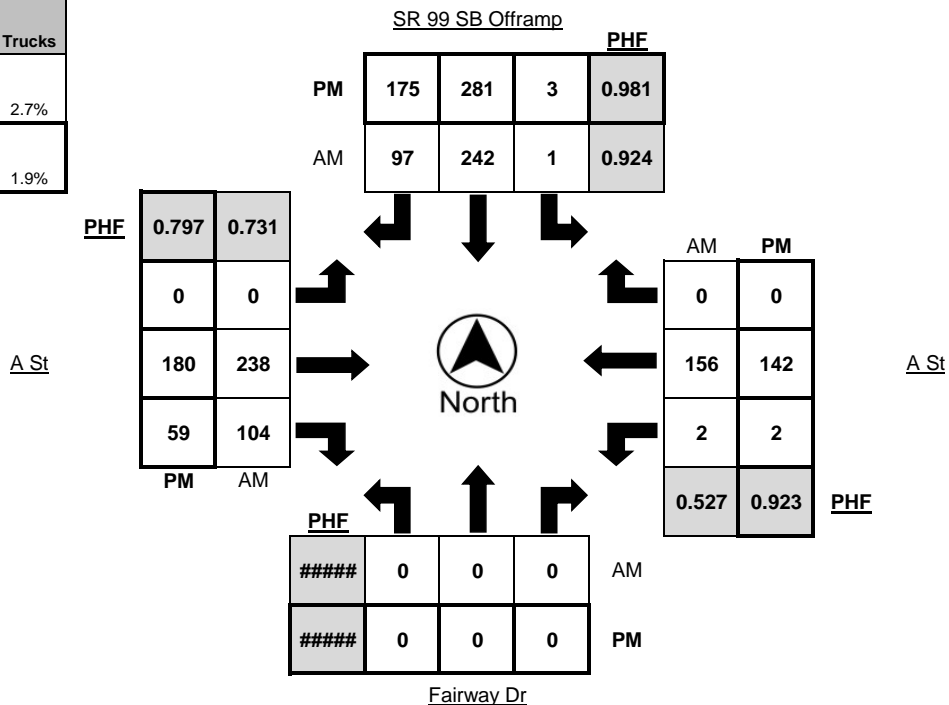 SR 99 SB Offramp
Trucks
PHF
PM 175 281 3 0.981
2.7%
AM 97 242 1 0.924
1.9%
PHF 0.797 0.731
AM PM
0 0
0 0
A St
180 238
156 142
A St
North
59 104
2 2
PM AM
0.527 0.923 PHF
PHF
##### 0 0 0 AM
##### 0 0 0 PM
Fairway Dr